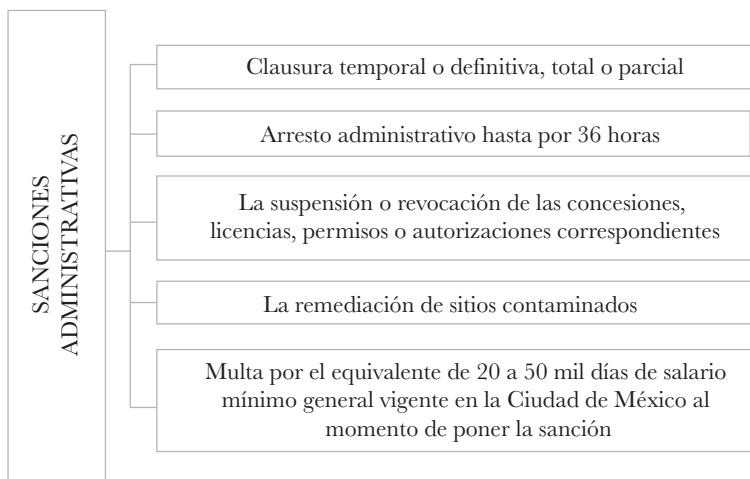 SANCIONES
ADMINISTRATIVAS
Clausura temporal o definitiva, total o parcial
Arresto administrativo hasta por 36 horas
La suspensión o revocación de las concesiones,
licencias, permisos o autorizaciones correspondientes
La remediación de sitios contaminados
Multa por el equivalente de 20 a 50 mil días de salario
mínimo general vigente en la Ciudad de México al
momento de poner la sanción